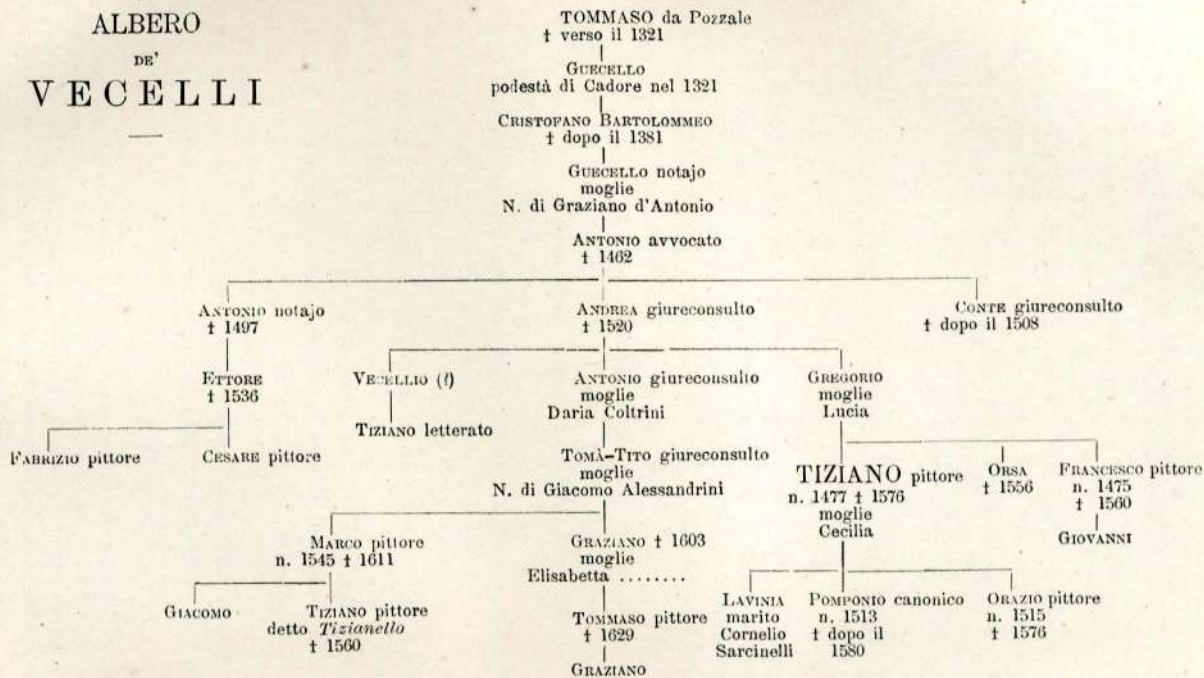 ALBERO
DE'
VECELLI
TOMMASO da Pozzale
† verso il 1321
GUECELLO
podestà di Cadore nel 1321
CRISTOFANO BARTOLOMMEO
† dopo il 1381
GUECELLO notajo
moglie
N. di Graziano d'Antonio
ANTONIO avvocato
† 1462
ANTONIO notajo
† 1497
ANDREA giureconsulto
† 1520
CONTE giureconsulto
† dopo il 1508
ETTORE
† 1536
VECELLIO (?)
ANTONIO giureconsulto
moglie
Daria Coltrini
GREGORIO
moglie
Lucia
TIZIANO letterato
FABRIZIO pittore
CESARE pittore
TOMÀ-TITO giureconsulto
moglie
N. di Giacomo Alessandrini
TIZIANO pittore
n. 1477 † 1576
moglie
Cecilia
ORSA
† 1556
FRANCESCO pittore
n. 1475
† 1560
GIOVANNI
MARCO pittore
n. 1545 † 1611
GRAZIANO † 1603
moglie
Elisabetta ........
GIACOMO
TIZIANO pittore
detto Tizianello
† 1560
TOMMASO pittore
† 1629
GRAZIANO
LAVINIA
marito
Cornelio
Sarcinelli
POMPONIO canonico
n. 1513
† dopo il
1580
ORAZIO pittore
n. 1515
† 1576